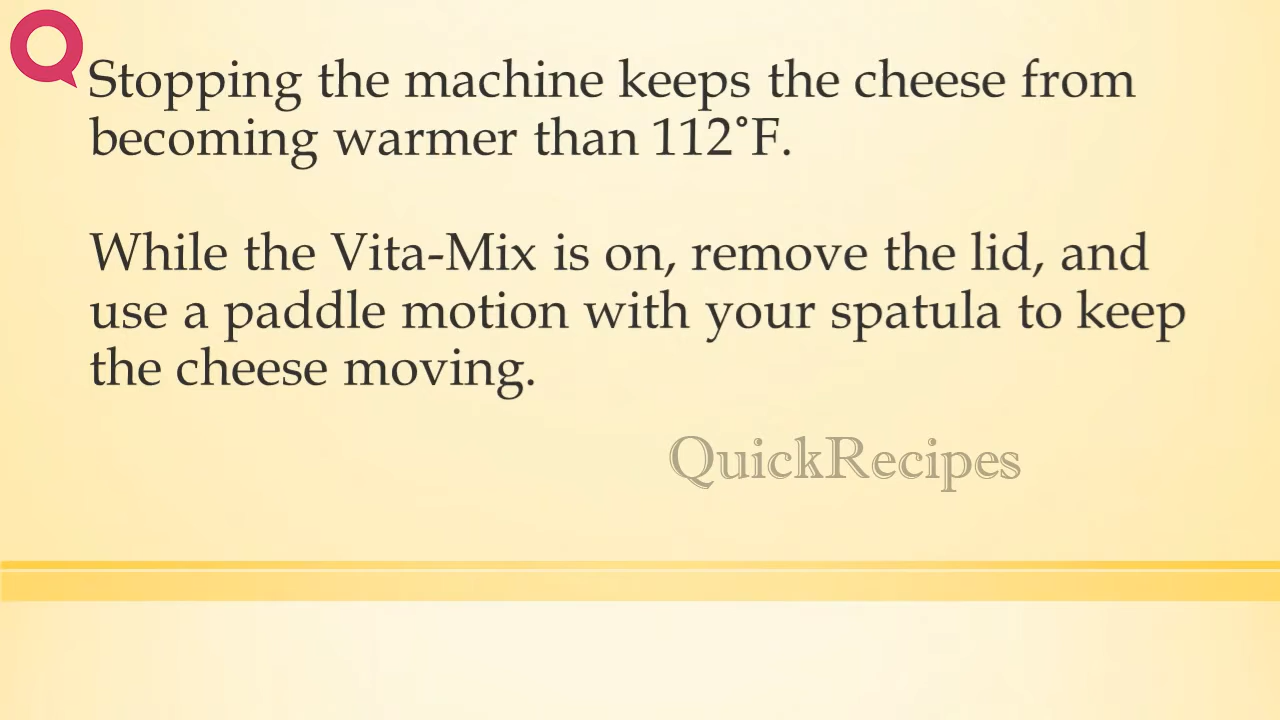 Stopping the machine keeps the cheese from
becoming warmer than 112˚F.
While the Vita-Mix is on, remove the lid, and
use a paddle motion with your spatula to keep
the cheese moving.
QuickRecipes